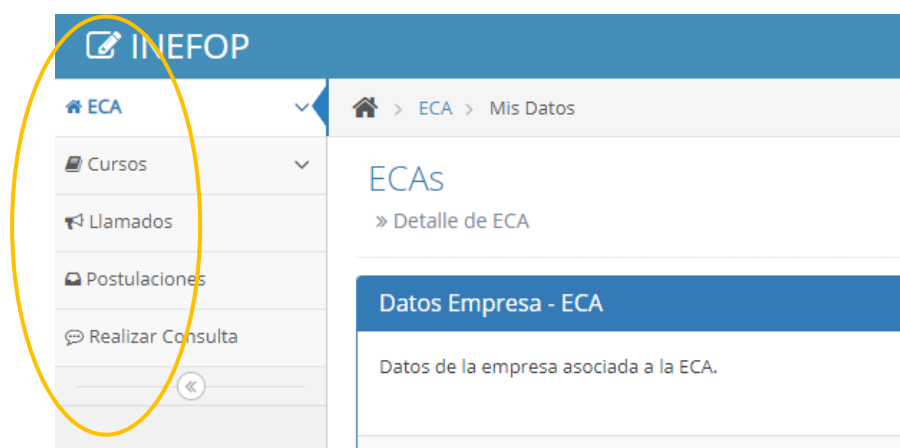 INEFOP
ECA
Cursos
Llamados
Postulaciones
Realizar Consulta
ECA > Mis Datos
ECAs
» Detalle de ECA
Datos Empresa - ECA
Datos de la empresa asociada a la ECA.